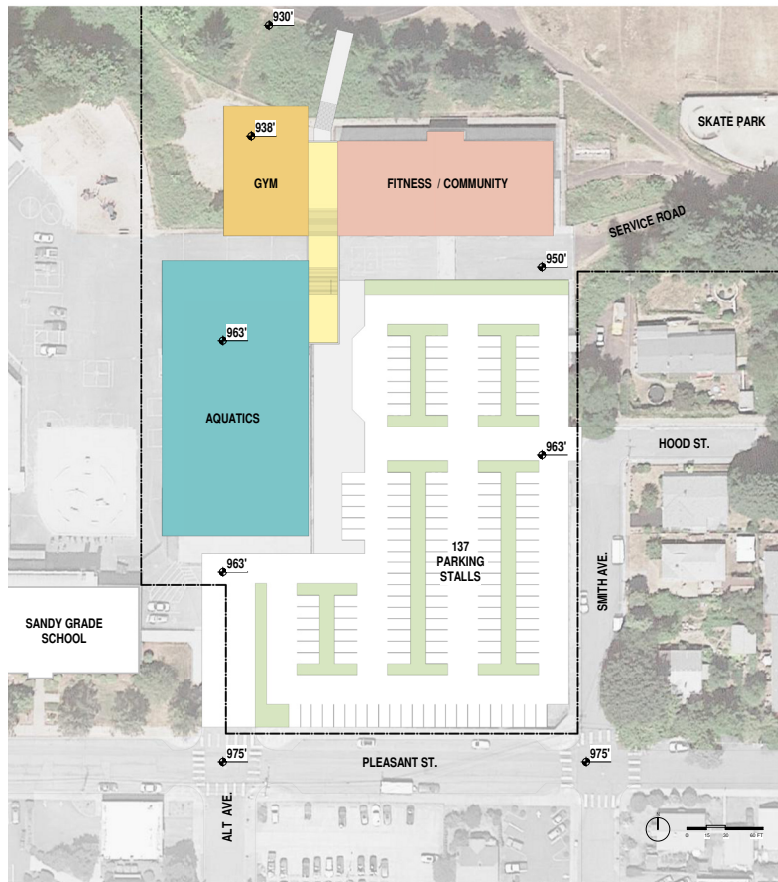 930'
SKATE PARK
938'
GYM
FITNESS / COMMUNITY
SERVICE ROAD
950'
963'
AQUATICS
HOOD ST.
963'
137
PARKING
STALLS
963'
SMITH AVE.
SANDY GRADE
SCHOOL
975'
PLEASANT ST.
975'
ALT AVE.
0 15 30 60 FT